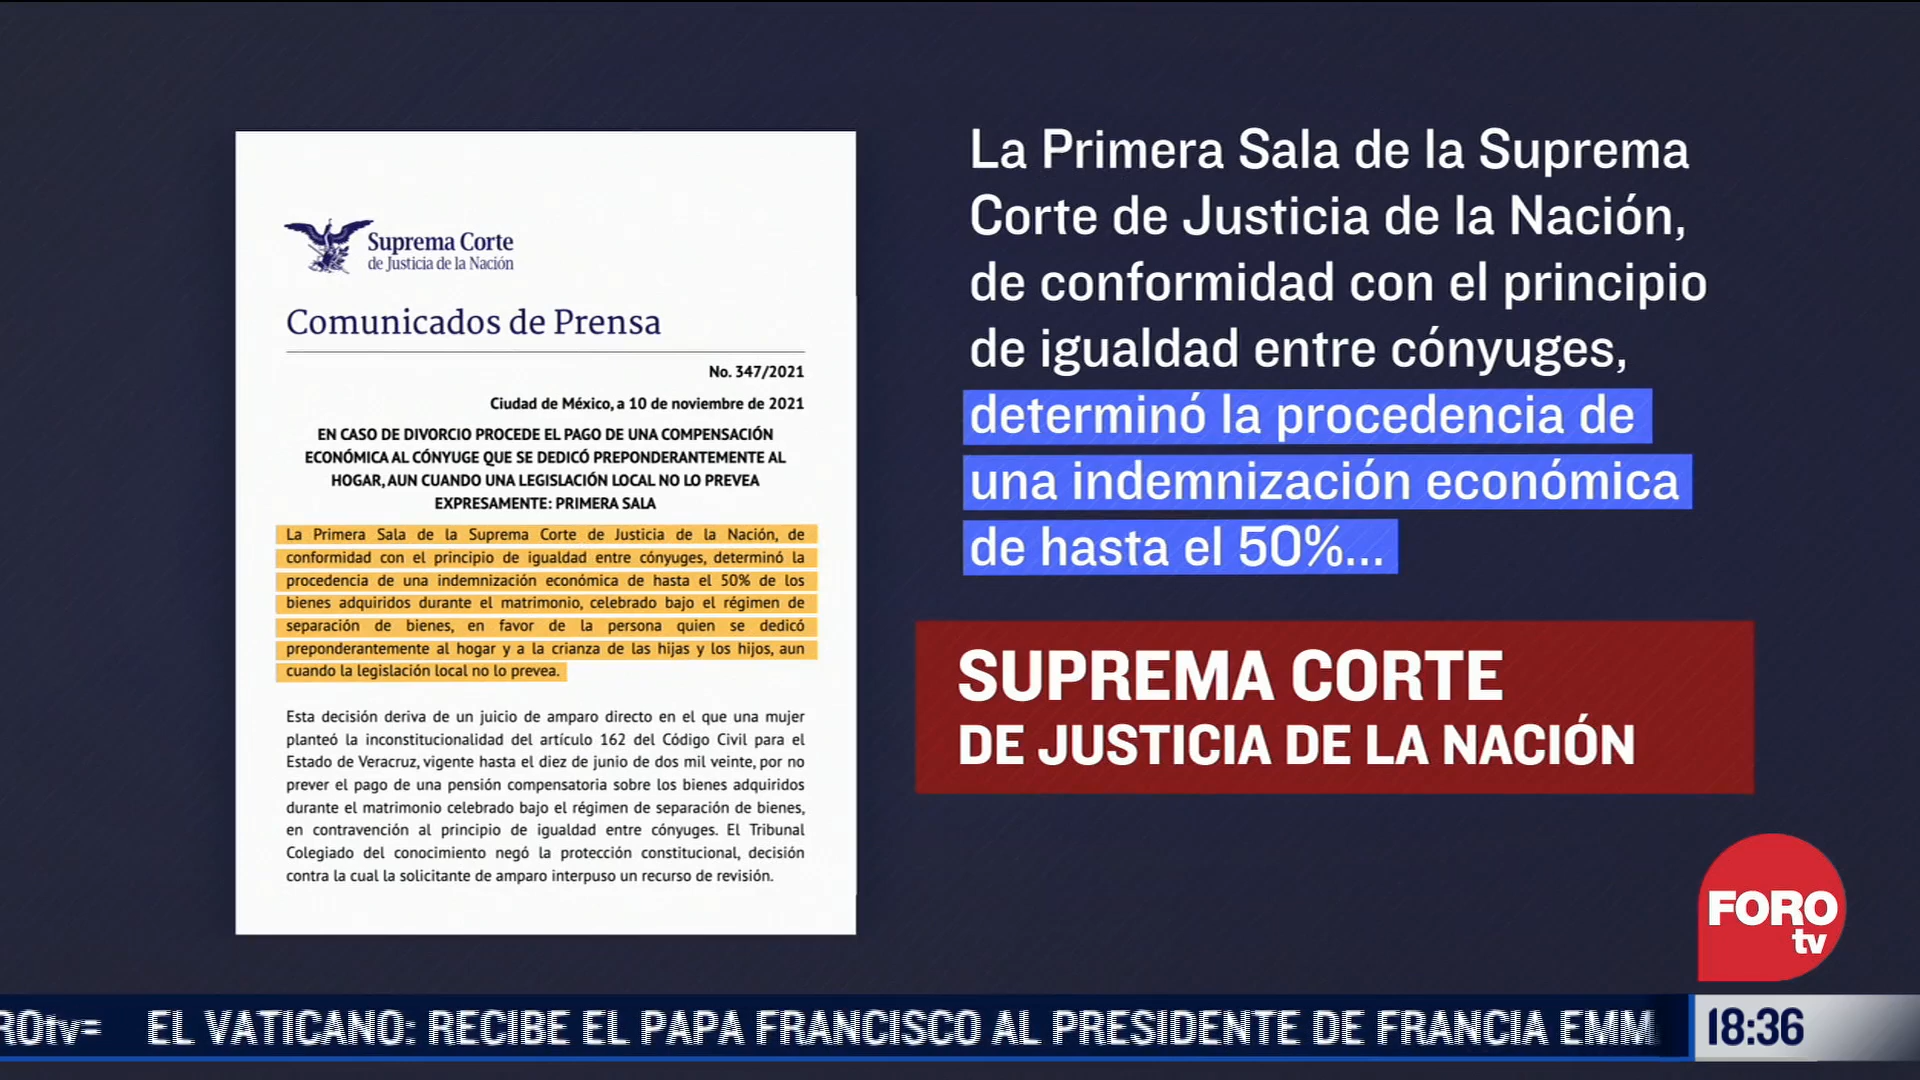 Suprema Corte
de Justicia de la Nación
Comunicados de Prensa
No. 347/2021
Ciudad de México, a 10 de noviembre de 2021
EN CASO DE DIVORCIO PROCEDE EL PAGO DE UNA COMPENSACIÓN
ECONÓMICA AL CÓNYUGE QUE SE DEDICÓ PREPONDERANTEMENTE AL
HOGAR, AUN CUANDO UNA LEGISLACIÓN LOCAL NO LO PREVEA
EXPRESAMENTE: PRIMERA SALA
La Primera Sala de la Suprema Corte de Justicia de la Nación, de
conformidad con el principio de igualdad entre cónyuges, determinó la
procedencia de una indemnización económica de hasta el 50% de los
bienes adquiridos durante el matrimonio, celebrado bajo el régimen de
separación de bienes, en favor de la persona quien se dedicó
preponderantemente al hogar y a la crianza de las hijas y los hijos, aun
cuando la legislación local no lo prevea.
Esta decisión deriva de un juicio de amparo directo en el que una mujer
planteó la inconstitucionalidad del artículo 162 del Código Civil para el
Estado de Veracruz, vigente hasta el diez de junio de dos mil veinte, por no
prever el pago de una pensión compensatoria sobre los bienes adquiridos
durante el matrimonio celebrado bajo el régimen de separación de bienes,
en contravención al principio de igualdad entre cónyuges. El Tribunal
Colegiado del conocimiento negó la protección constitucional, decisión
contra la cual la solicitante de amparo interpuso un recurso de revisión.
La Primera Sala de la Suprema
Corte de Justicia de la Nación,
de conformidad con el principio
de igualdad entre cónyuges,
determinó la procedencia de
una indemnización económica
de hasta el 50%...
SUPREMA CORTE
DE JUSTICIA DE LA NACIÓN
FORO
tv
ROtv= EL VATICANO: RECIBE EL PAPA FRANCISCO AL PRESIDENTE DE FRANCIA EMM
18:36